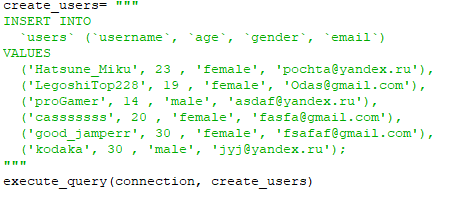 create_users= """
INSERT INTO
  `users` (`username`, `age`, `gender`, `email`)
VALUES
  ('Hatsune_Miku', 23 , 'female', 'pochta@yandex.ru'),
  ('LegoshiTop228', 19 , 'female', 'Odas@gmail.com'),
  ('proGamer', 14 , 'male', 'asdaf@yandex.ru'),
  ('casssssss', 20 , 'female', 'fasfa@gmail.com'),
  ('good_jamperr', 30 , 'female', 'fsafaf@gmail.com'),
  ('kodaka', 30 , 'male', 'jyj@yandex.ru');
"""
execute_query(connection, create_users)